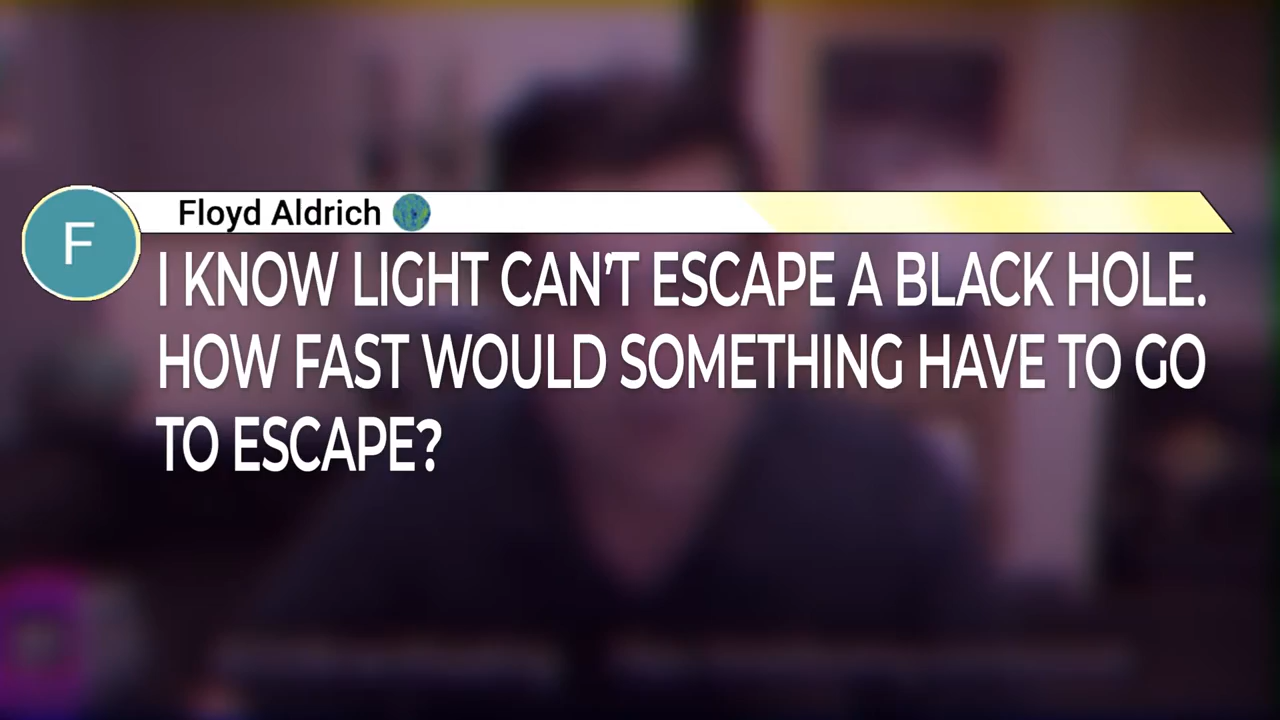 F
Floyd Aldrich
I KNOW LIGHT CAN'T ESCAPE A BLACK HOLE.
HOW FAST WOULD SOMETHING HAVE TO GO
TO ESCAPE?